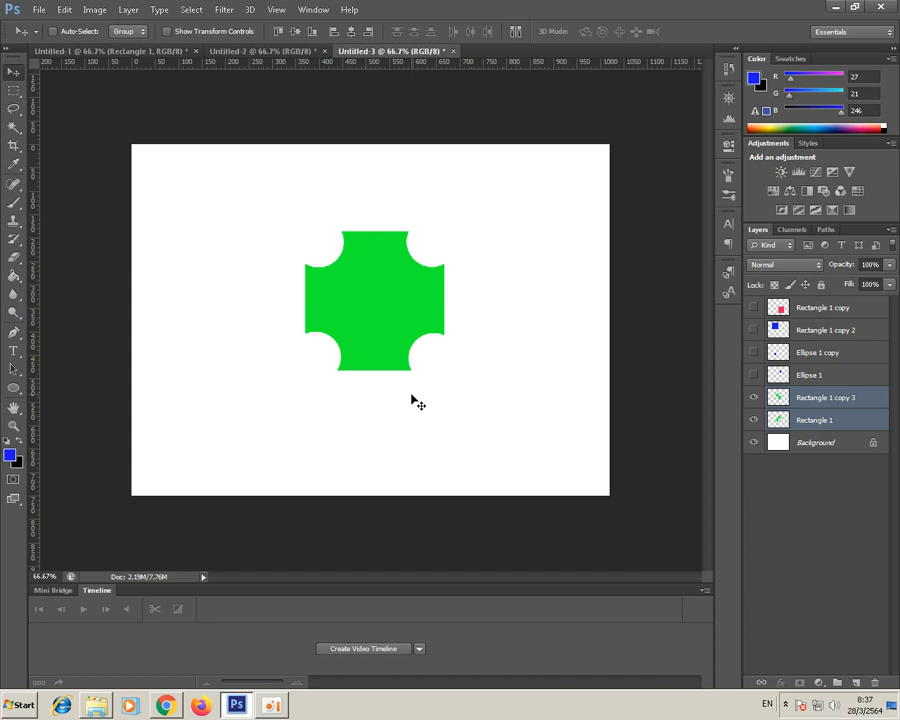 Ps File Edit Image Layer Type Select Filter 3D View Window Help
Auto-Select: Group Show Transform Controls 3D Mode: Essentials
Untitled-1 @ 66.7% (Rectangle 1, RGB/8) * × Untitled-2 @ 66.7% (RGB/8) * × Untitled-3 @ 66.7% (RGB/8) * ×
Color Swatches
R 27
G 21
B 246
Adjustments Styles
Add an adjustment
Layers Channels Paths
Kind
Normal Opacity: 100%
Lock: Fill: 100%
Rectangle 1 copy
Rectangle 1 copy 2
Ellipse 1 copy
Ellipse 1
Rectangle 1 copy 3
Rectangle 1
Background
66.67% Doc: 2.19M/7.76M
Mini Bridge Timeline
Create Video Timeline
Start Ps EN 8:37
28/3/2564